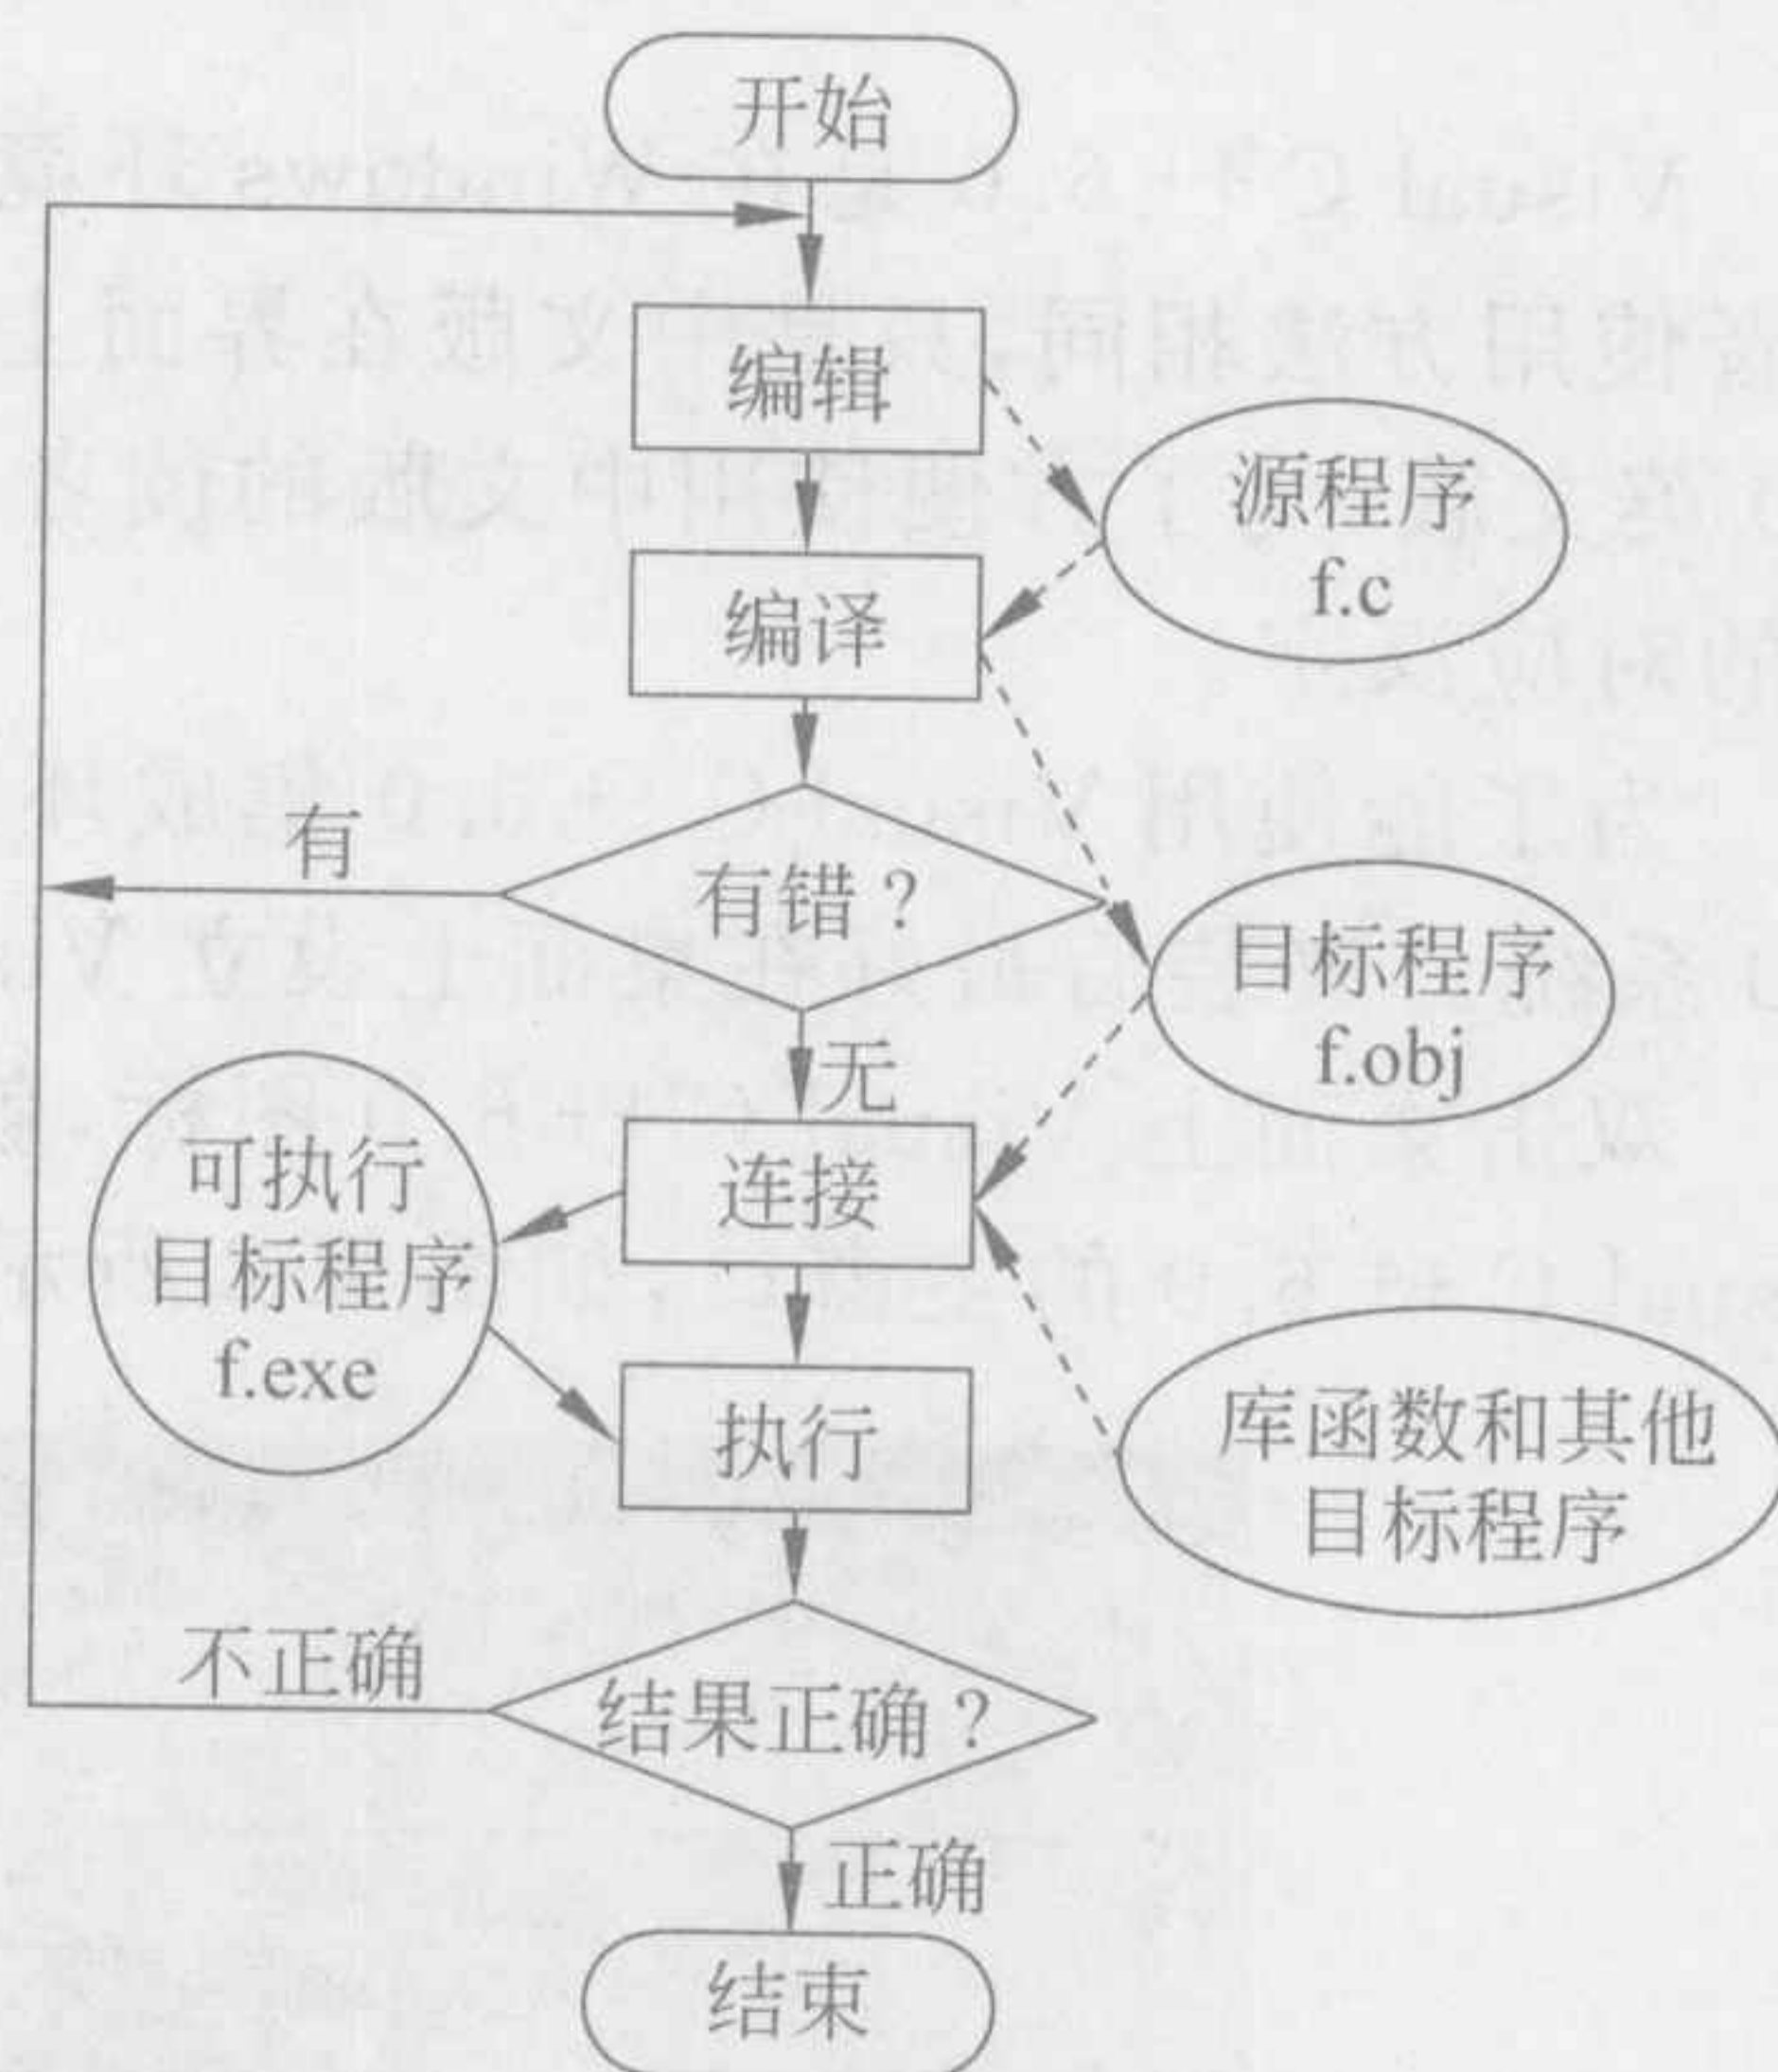 开始
编辑
源程序
f.c
编译
有
有错？
目标程序
f.obj
无
可执行
目标程序
f.exe
连接
执行
库函数和其他
目标程序
不正确
结果正确？
正确
结束